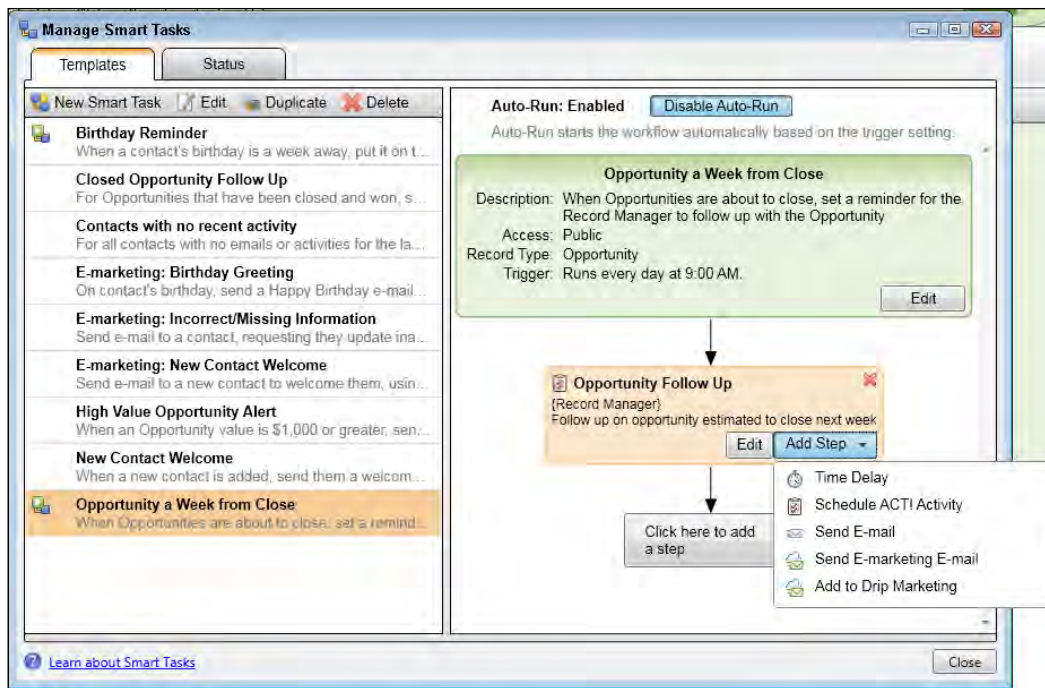 Manage Smart Tasks
Templates
Status
New Smart Task Edit Duplicate Delete
Birthday Reminder
When a contact's birthday is a week away, put it on t...
Closed Opportunity Follow Up
For Opportunities that have been closed and won, s...
Contacts with no recent activity
For all contacts with no emails or activities for the la...
E-marketing: Birthday Greeting
On contact's birthday, send a Happy Birthday e-mail...
E-marketing: Incorrect/Missing Information
Send e-mail to a contact, requesting they update ina...
E-marketing: New Contact Welcome
Send e-mail to a new contact to welcome them, usin...
High Value Opportunity Alert
When an Opportunity value is $1,000 or greater, sen...
New Contact Welcome
When a new contact is added, send them a welcom...
Opportunity a Week from Close
When Opportunities are about to close, set a remind...
Auto-Run: Enabled Disable Auto-Run
Auto-Run starts the workflow automatically based on the trigger setting.
Opportunity a Week from Close
Description: When Opportunities are about to close, set a reminder for the
Record Manager to follow up with the Opportunity
Access: Public
Record Type: Opportunity
Trigger: Runs every day at 9:00 AM.
Edit
Opportunity Follow Up
{Record Manager}
Follow up on opportunity estimated to close next week
Edit Add Step
Time Delay
Schedule ACT! Activity
Send E-mail
Send E-marketing E-mail
Add to Drip Marketing
Click here to add
a step
Learn about Smart Tasks
Close